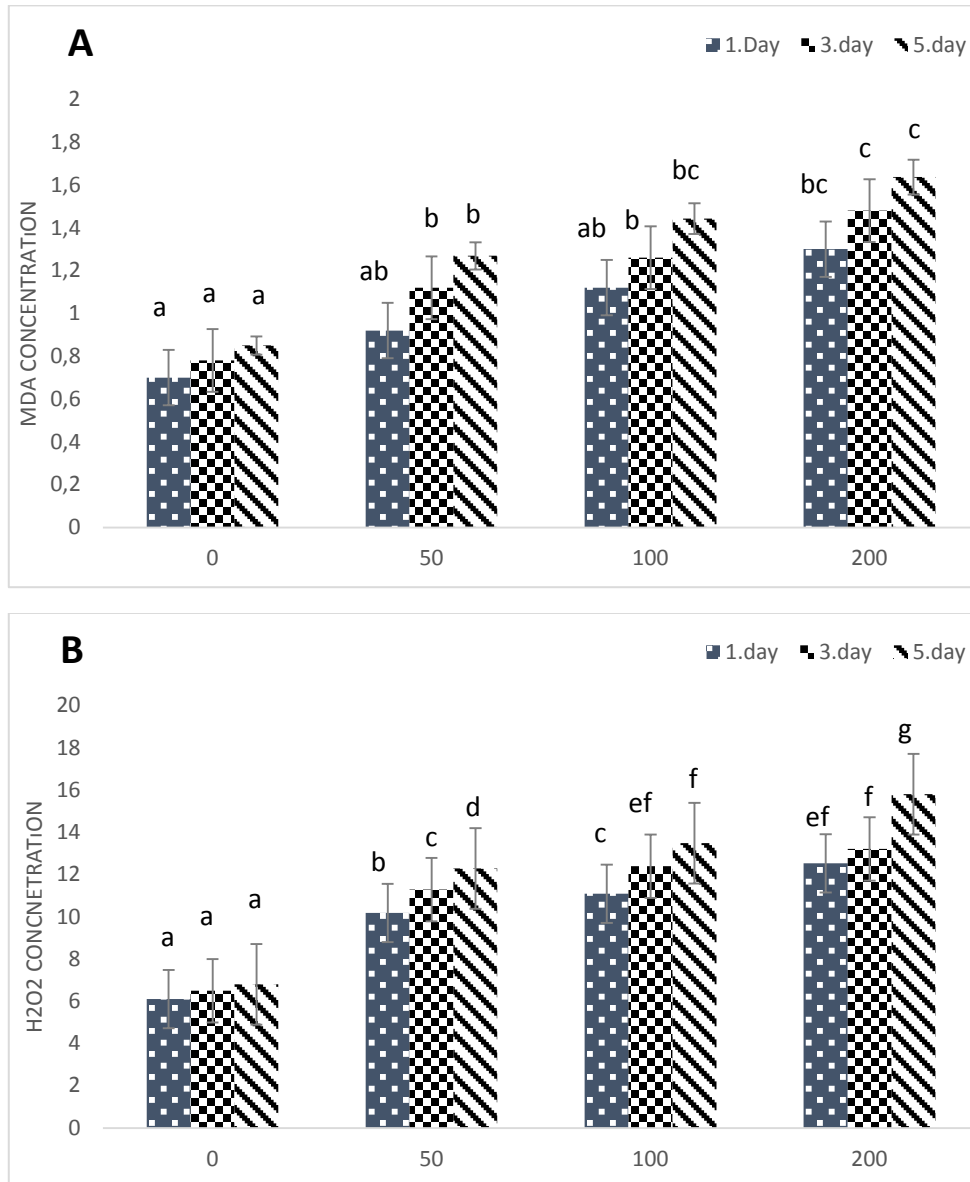 A
1.Day 3.day 5.day
2
1,8
1,6
1,4
1,2
1
0,8
0,6
0,4
0,2
0
MDA CONCENTRATiON
a a a
ab b b
ab b bc
bc c c
0 50 100 200
B
1.day 3.day 5.day
20
18
16
14
12
10
8
6
4
2
0
H2O2 CONCNETRATiON
a a a
b c d
c ef f
ef f g
0 50 100 200